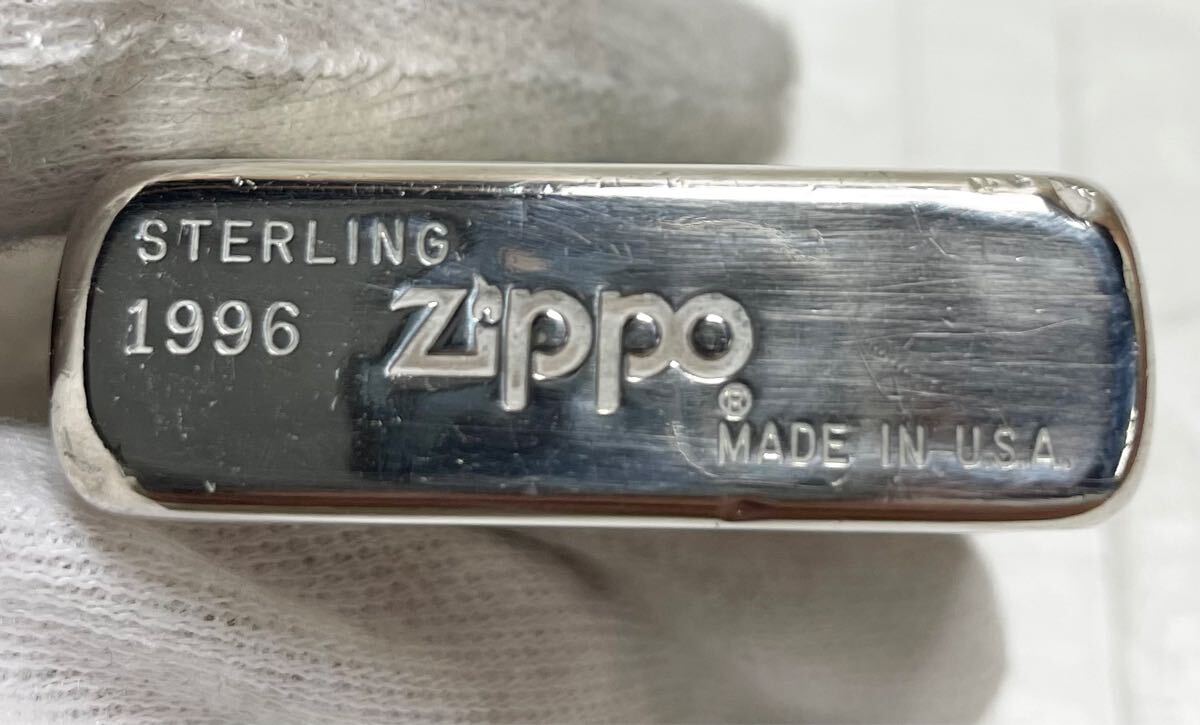 STERLING
1996
Zippo
®
MADE IN U.S.A.